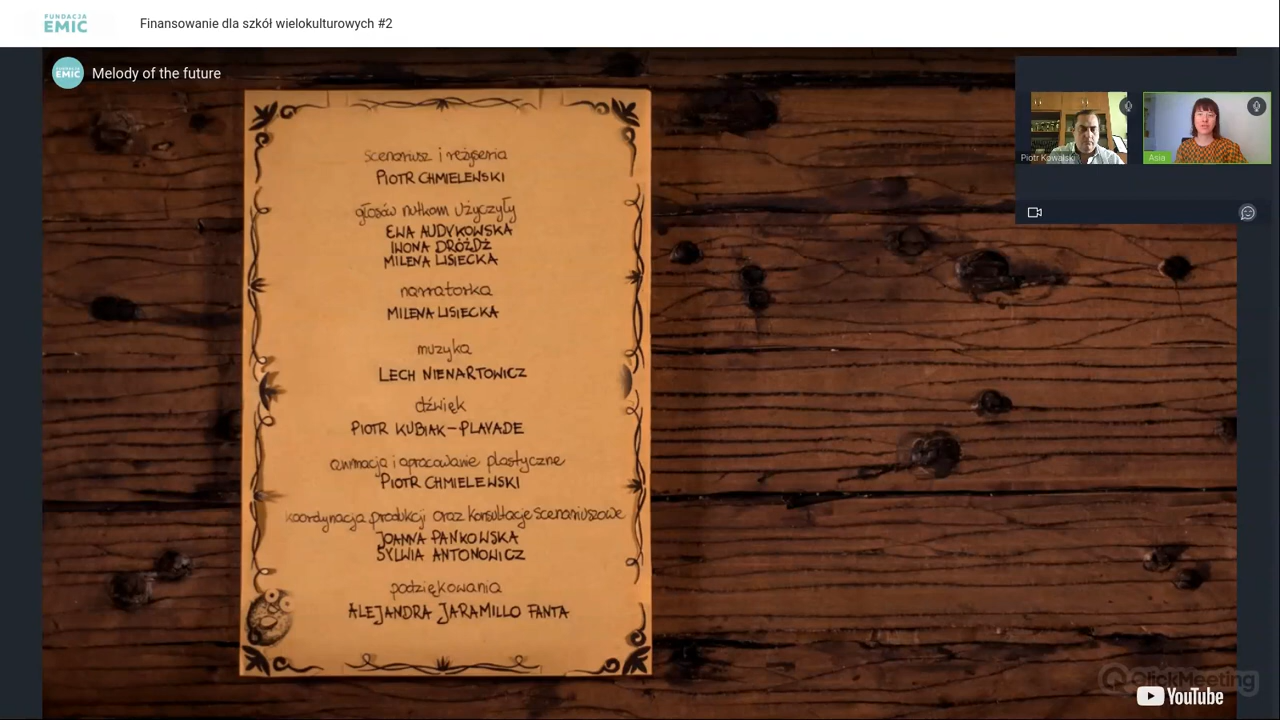 FUNDACJA
EMIC
Finansowanie dla szkół wielokulturowych #2
EMIC
Melody of the future
scenariusz i reżyseria
PIOTR CHMIELEWSKI
głosów nutkom użyczyły
EWA AUDYKOWSKA
IWONA DRÓŻDŻ
MILENA LISIECKA
narratorka
MILENA LISIECKA
muzyka
LECH NIENARTOWICZ
dźwięk
PIOTR KUBIAK-PLAYADE
animacja i opracowanie plastyczne
PIOTR CHMIELEWSKI
koordynacja produkcji oraz konsultacje scenariuszowe
JOANNA PAŃKOWSKA
SYLWIA ANTONOWICZ
podziękowania
ALEJANDRA JARAMILLO FANTA
Piotr Kowalski
Asia
ClickMeeting
YouTube